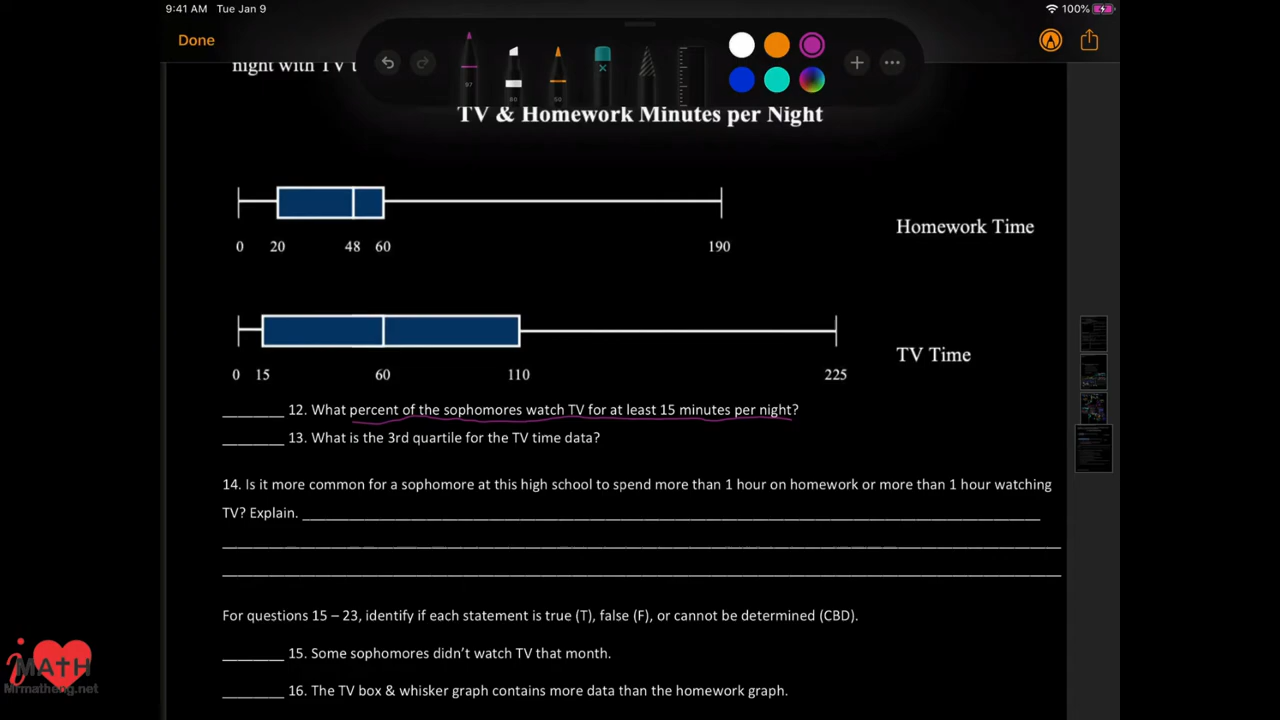 9:41 AM Tue Jan 9 100%
Done
97 80 50
night with TV t
TV & Homework Minutes per Night
0 20 48 60 190
Homework Time
0 15 60 110 225
TV Time
________ 12. What percent of the sophomores watch TV for at least 15 minutes per night?
________ 13. What is the 3rd quartile for the TV time data?
14. Is it more common for a sophomore at this high school to spend more than 1 hour on homework or more than 1 hour watching
TV? Explain. ________
For questions 15 – 23, identify if each statement is true (T), false (F), or cannot be determined (CBD).
________ 15. Some sophomores didn't watch TV that month.
________ 16. The TV box & whisker graph contains more data than the homework graph.
iMATH
Mrmatheng.net